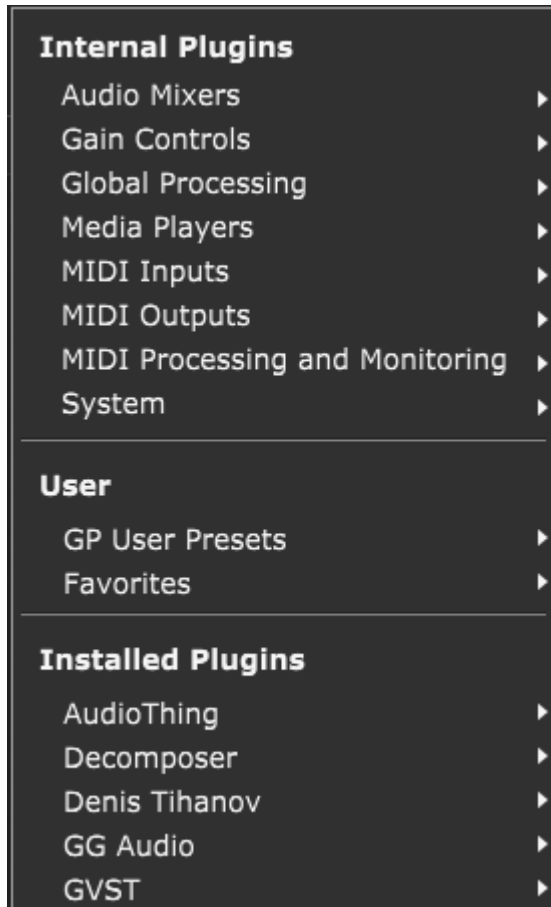 Internal Plugins
Audio Mixers
Gain Controls
Global Processing
Media Players
MIDI Inputs
MIDI Outputs
MIDI Processing and Monitoring
System
User
GP User Presets
Favorites
Installed Plugins
AudioThing
Decomposer
Denis Tihanov
GG Audio
GVST